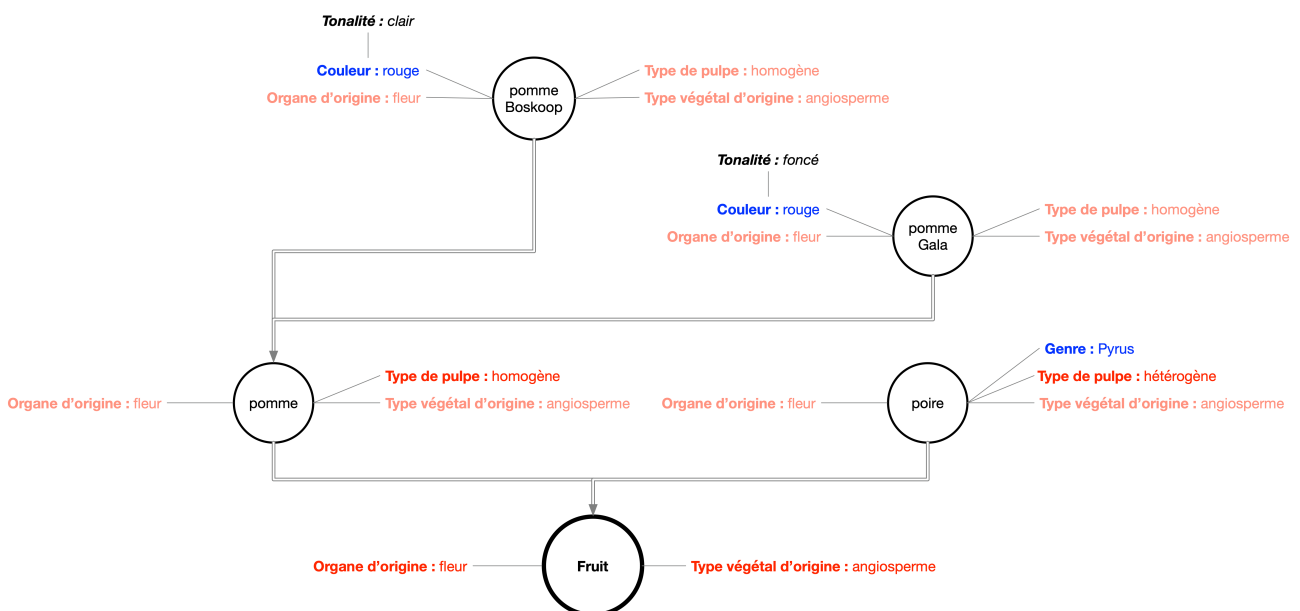 Tonalité : clair
Couleur : rouge
Organe d’origine : fleur
pomme
Boskoop
Type de pulpe : homogène
Type végétal d’origine : angiosperme
Tonalité : foncé
Couleur : rouge
Organe d’origine : fleur
pomme
Gala
Type de pulpe : homogène
Type végétal d’origine : angiosperme
Organe d’origine : fleur
pomme
Type de pulpe : homogène
Type végétal d’origine : angiosperme
Organe d’origine : fleur
poire
Genre : Pyrus
Type de pulpe : hétérogène
Type végétal d’origine : angiosperme
Organe d’origine : fleur
Fruit
Type végétal d’origine : angiosperme